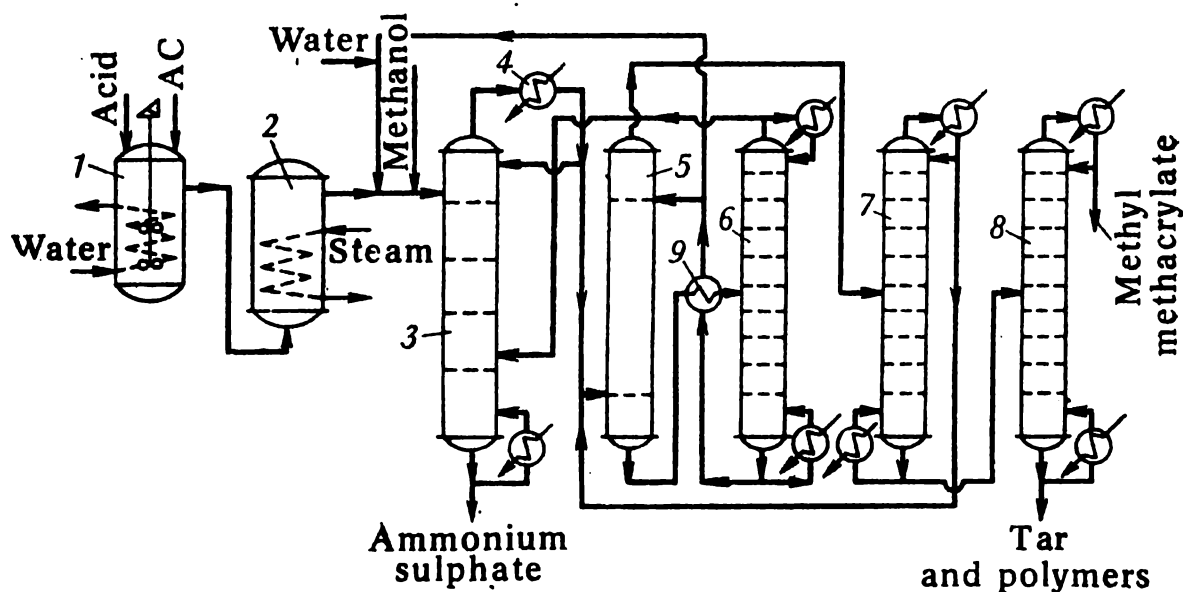 Acid
AC
Water
Methanol
1
2
3
4
5
6
7
8
9
Water
Steam
Methyl
methacrylate
Ammonium
sulphate
Tar
and polymers